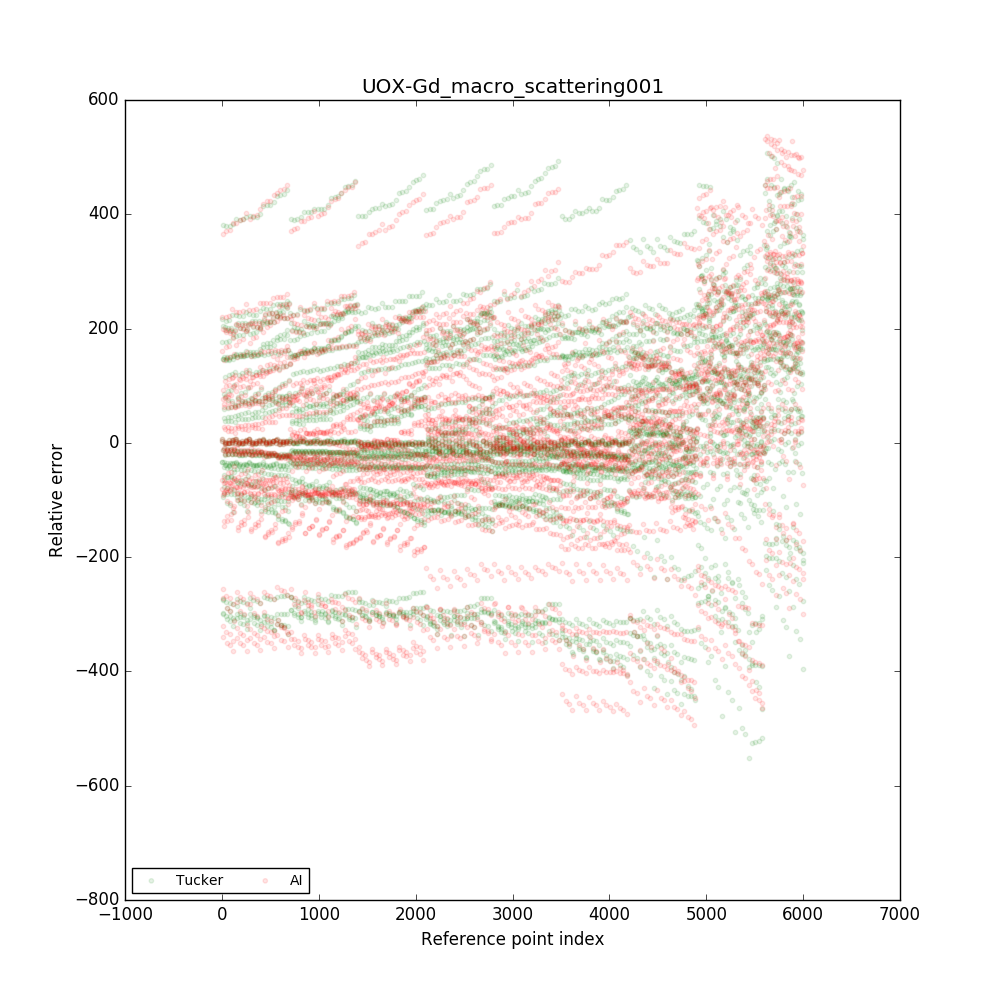 UOX-Gd_macro_scattering001
600
400
200
0
−200
−400
−600
−800
Relative error
Tucker AI
−1000 0 1000 2000 3000 4000 5000 6000 7000
Reference point index